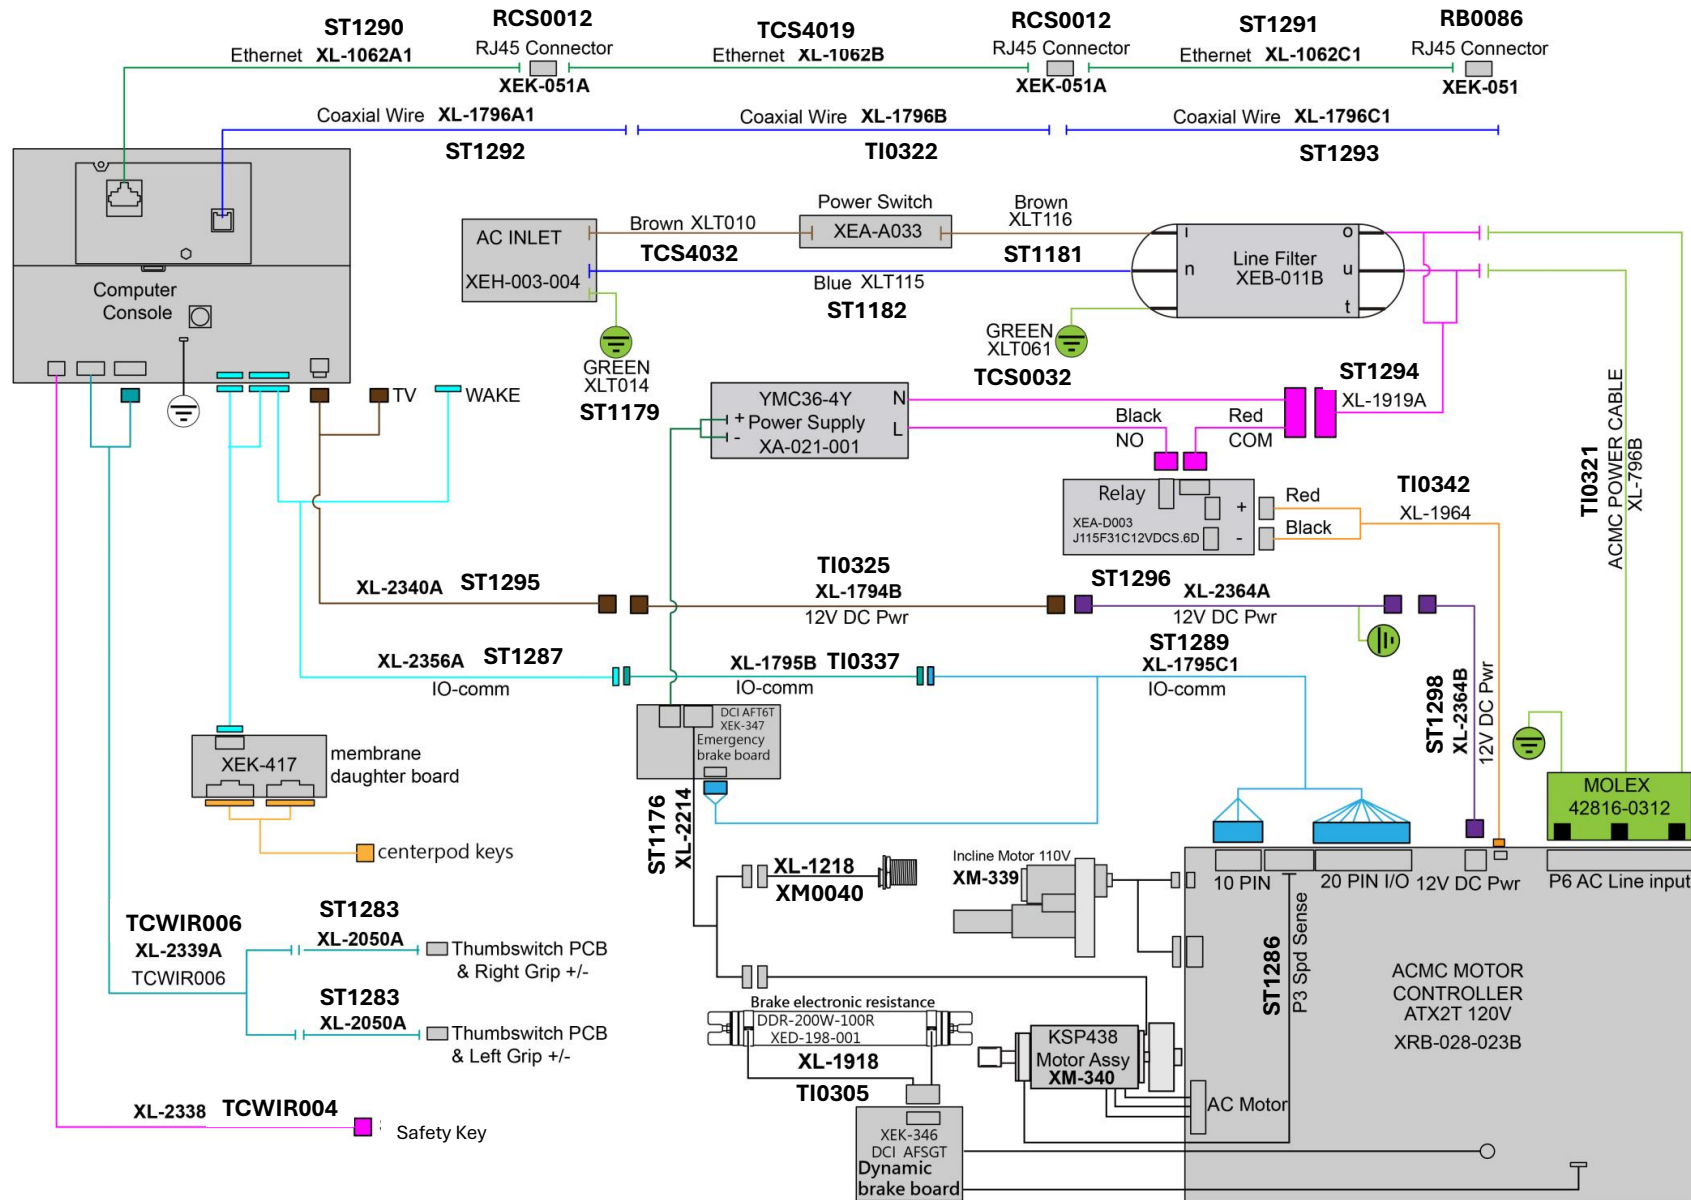 ST1290
RCS0012
TCS4019
RCS0012
ST1291
RB0086
Ethernet XL-1062A1
RJ45 Connector
Ethernet XL-1062B
RJ45 Connector
Ethernet XL-1062C1
RJ45 Connector
XEK-051A
XEK-051A
XEK-051
Coaxial Wire XL-1796A1
Coaxial Wire XL-1796B
Coaxial Wire XL-1796C1
ST1292
TI0322
ST1293
Computer
Console
TV
WAKE
AC INLET
XEH-003-004
Brown XLT010
TCS4032
Power Switch
XEA-A033
Brown
XLT116
ST1181
Blue XLT115
ST1182
GREEN
XLT014
ST1179
GREEN
XLT061
TCS0032
l
n
Line Filter
XEB-011B
o
u
t
YMC36-4Y
Power Supply
XA-021-001
+
-
N
L
Black
NO
Red
COM
ST1294
XL-1919A
Relay
XEA-D003
J115F31C12VDCS.6D
+
-
Red
Black
TI0342
XL-1964
TI0321
ACMC POWER CABLE
XL-796B
XL-2340A ST1295
TI0325
XL-1794B
12V DC Pwr
ST1296
XL-2364A
12V DC Pwr
XL-2356A ST1287
IO-comm
XL-1795B TI0337
IO-comm
ST1289
XL-1795C1
IO-comm
ST1298
XL-2364B
12V DC Pwr
DCI AFT6T
XEK-347
Emergency
brake board
XEK-417
membrane
daughter board
centerpod keys
ST1176
XL-2214
MOLEX
42816-0312
XL-1218
XM0040
Incline Motor 110V
XM-339
10 PIN
20 PIN I/O
12V DC Pwr
P6 AC Line input
ST1286
P3 Spd Sense
TCWIR006
XL-2339A
TCWIR006
ST1283
XL-2050A
Thumbswitch PCB
& Right Grip +/-
ST1283
XL-2050A
Thumbswitch PCB
& Left Grip +/-
Brake electronic resistance
DDR-200W-100R
XED-198-001
XL-1918
TI0305
KSP438
Motor Assy
XM-340
ACMC MOTOR
CONTROLLER
ATX2T 120V
XRB-028-023B
AC Motor
XL-2338 TCWIR004
Safety Key
XEK-346
DCI AFSGT
Dynamic
brake board